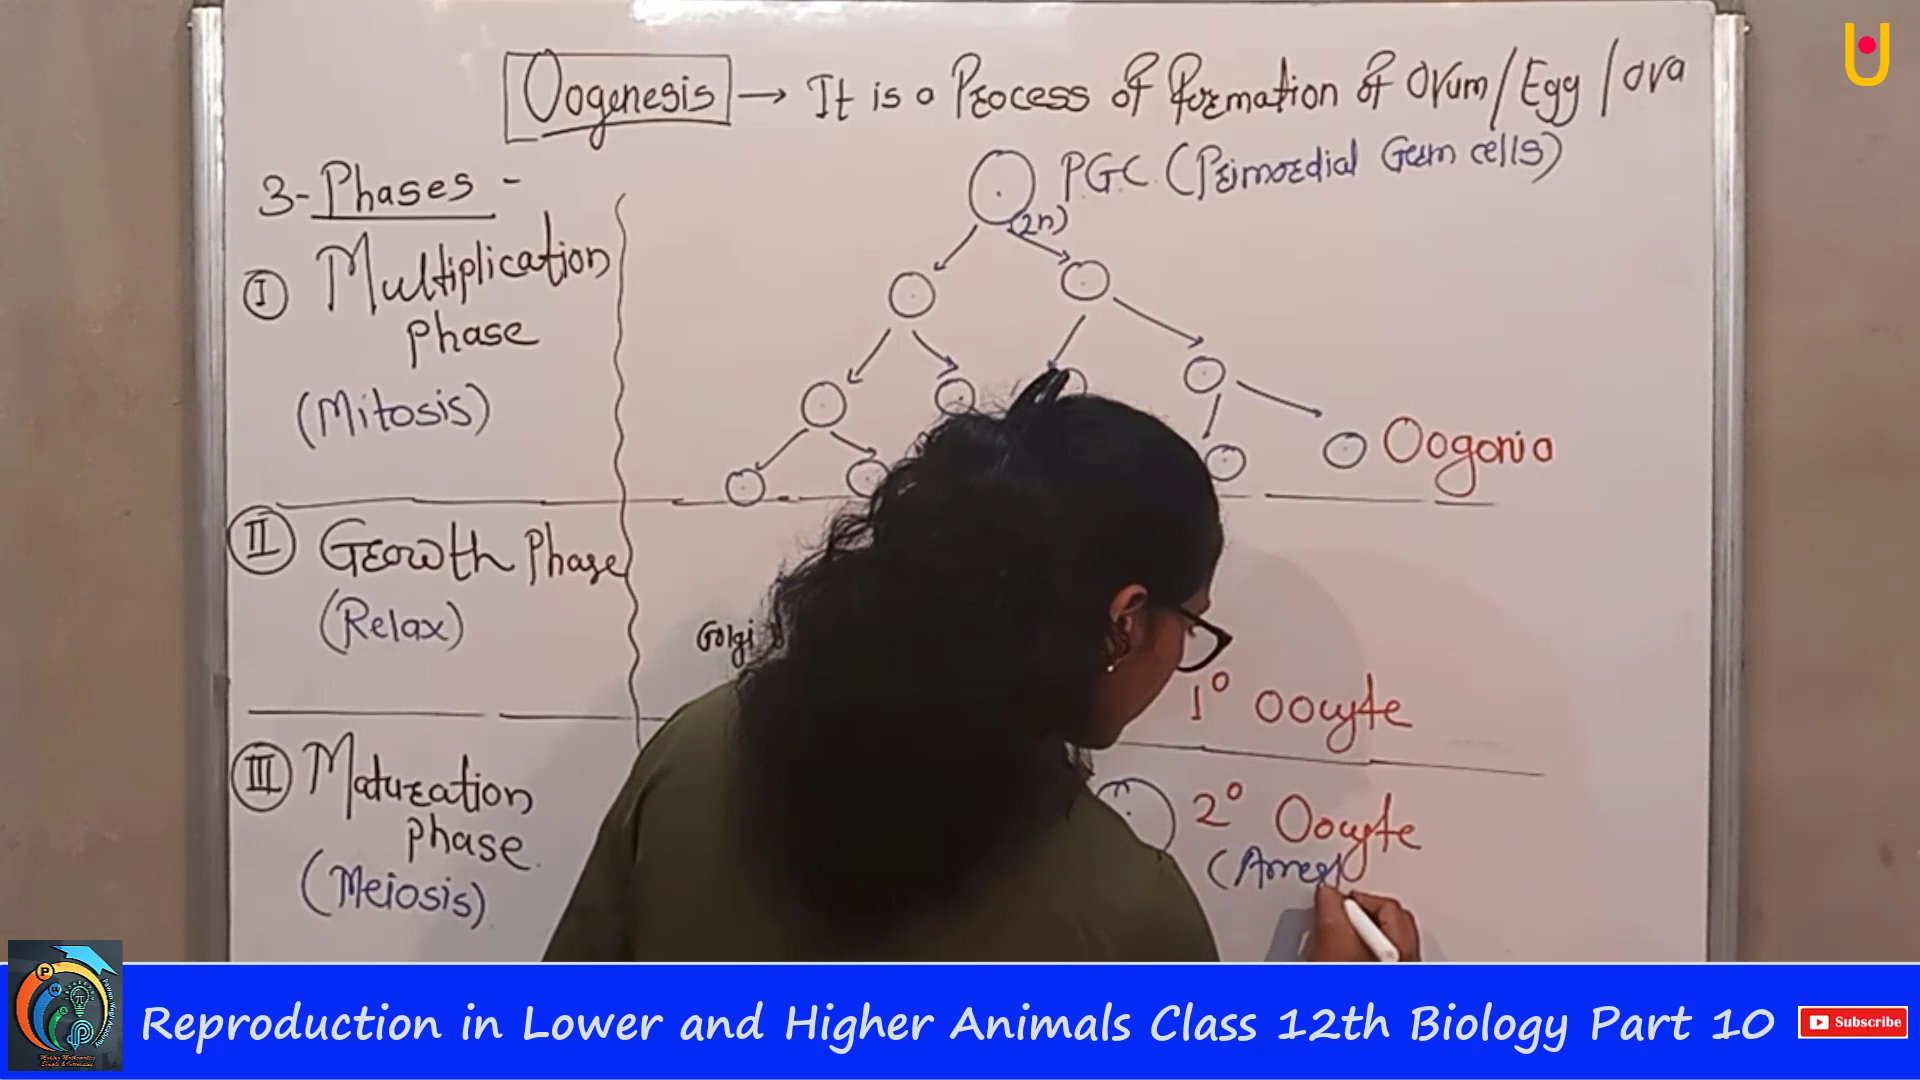 Oogenesis → It is a Process of formation of Ovum/Egg/Ova
PGC (Primordial Germ cells)
(2n)
3-Phases -
I Multiplication
Phase
(Mitosis)
Oogonia
II Growth Phase
(Relax)
Golgi
1° Oocyte
III Maturation
Phase
(Meiosis)
2° Oocyte
(Arrest
Reproduction in Lower and Higher Animals Class 12th Biology Part 10
Subscribe